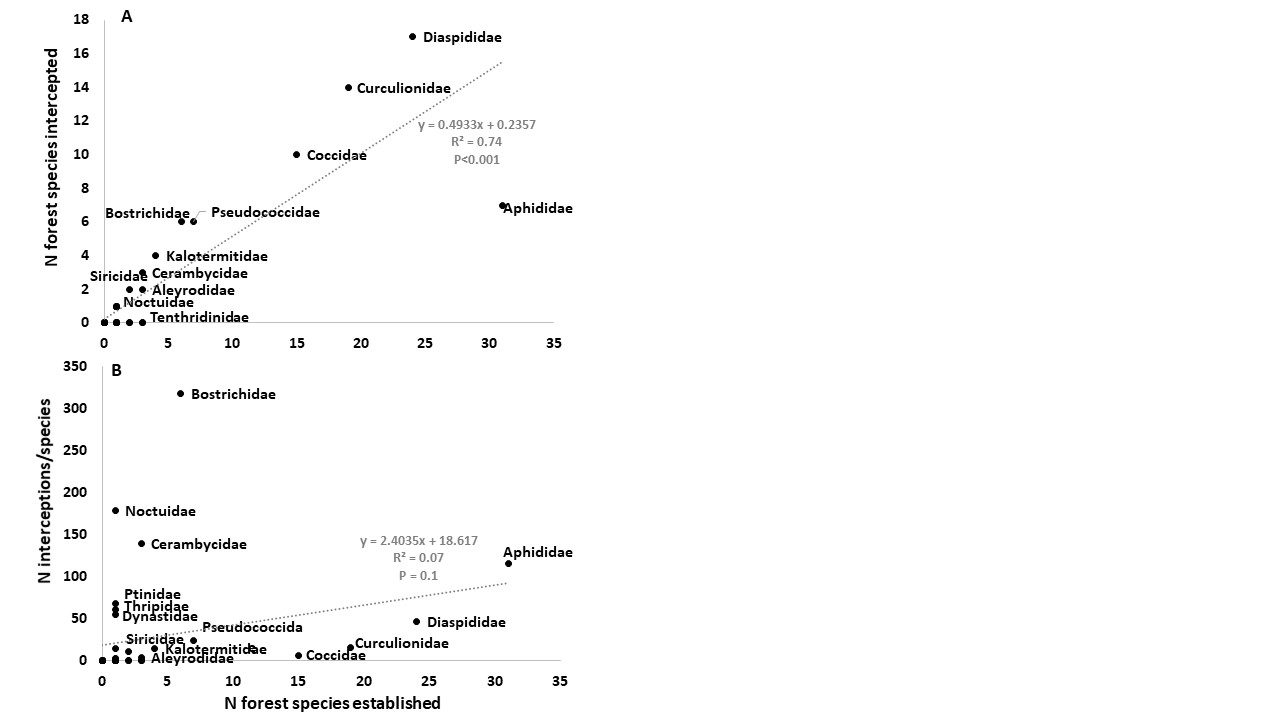 A
18
16
14
12
10
8
6
4
2
0
N forest species intercepted
Diaspididae
Curculionidae
y = 0.4933x + 0.2357
R² = 0.74
P<0.001
Coccidae
Bostrichidae
Pseudococcidae
Aphididae
Kalotermitidae
Siricidae
Cerambycidae
Aleyrodidae
Noctuidae
Tenthridinidae
0 5 10 15 20 25 30 35
B
350
300
250
200
150
100
50
0
N interceptions/species
Bostrichidae
Noctuidae
Cerambycidae
y = 2.4035x + 18.617
R² = 0.07
P = 0.1
Aphididae
Ptinidae
Thripidae
Dynastidae
Pseudococcida
e
Diaspididae
Siricidae
Kalotermitidae
Curculionidae
Aleyrodidae
Coccidae
0 5 10 15 20 25 30 35
N forest species established